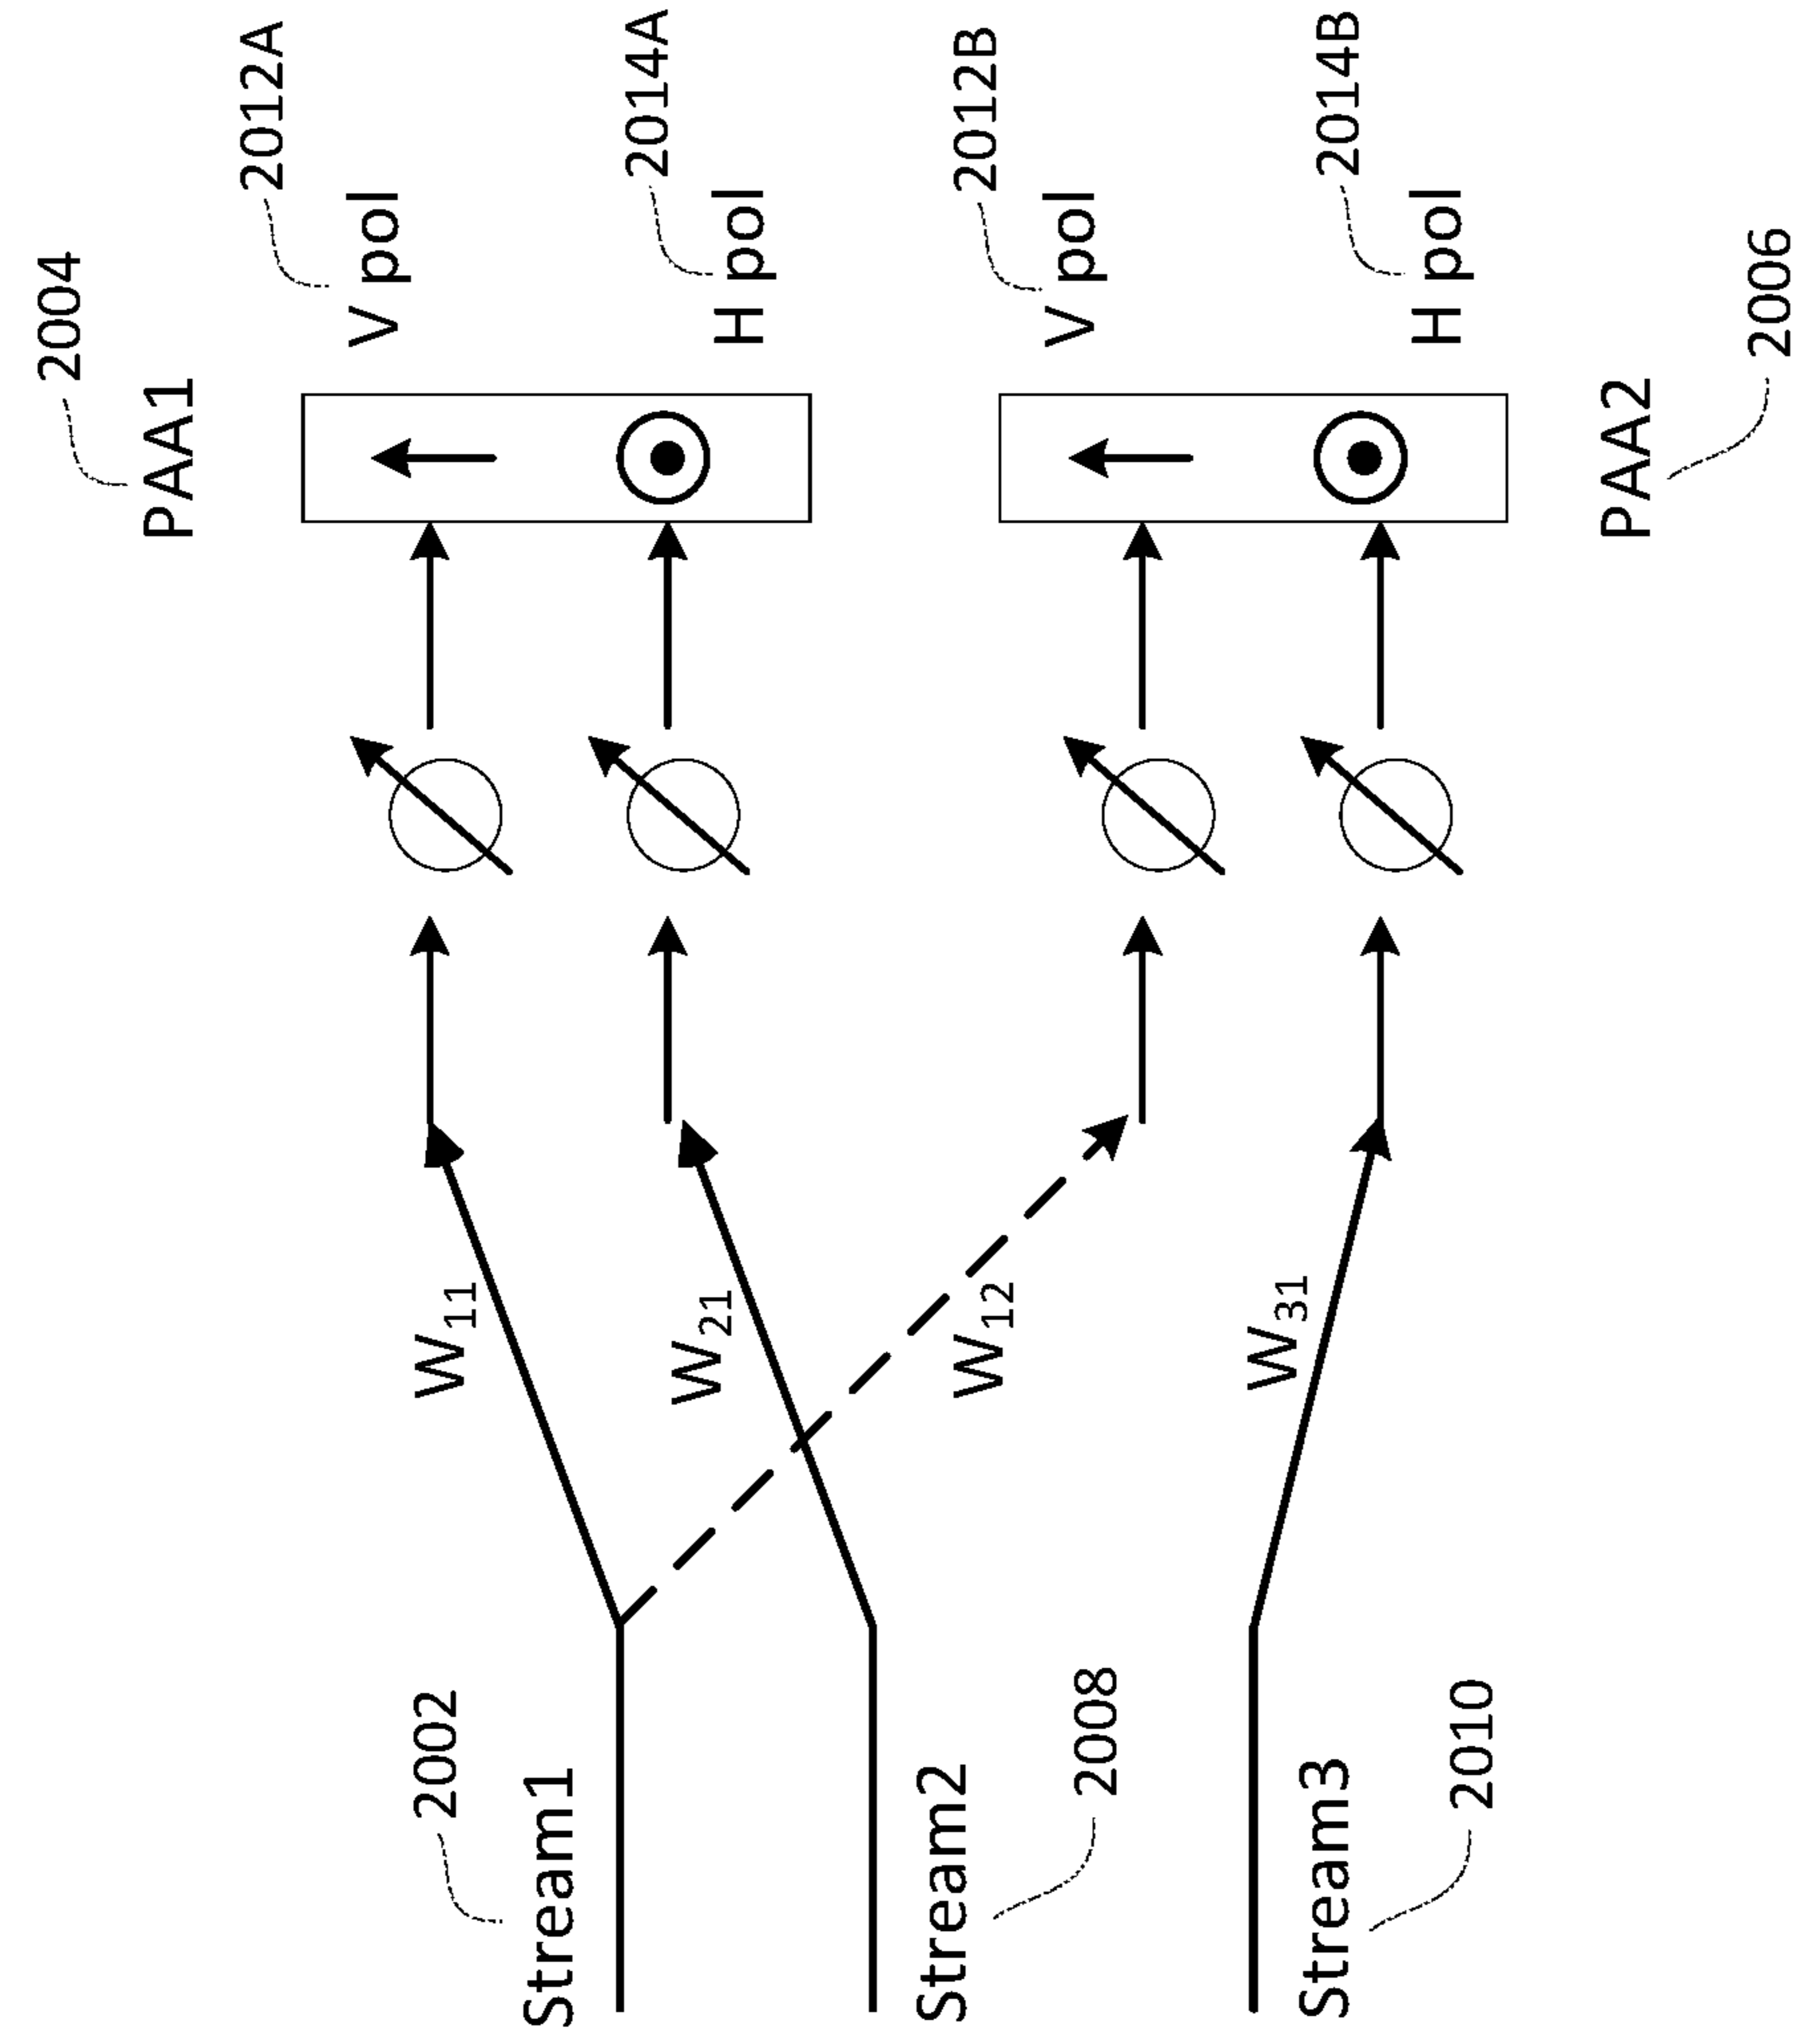 2004
PAA1
2012A
V pol
2014A
H pol
2002
Stream1
W11
W21
Stream2
2008
W12
2012B
V pol
2014B
H pol
Stream3
2010
W31
PAA2
2006